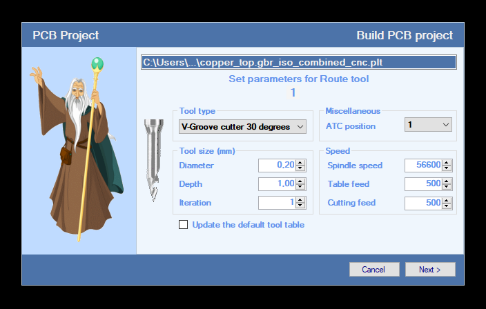 PCB Project
Build PCB project
C:\Users\...\copper_top.gbr_iso_combined_cnc.plt
Set parameters for Route tool
1
Tool type
V-Groove cutter 30 degrees
Miscellaneous
ATC position 1
Tool size (mm)
Diameter 0,20
Depth 1,00
Iteration 1
Speed
Spindle speed 56600
Table feed 500
Cutting feed 500
Update the default tool table
Cancel
Next >